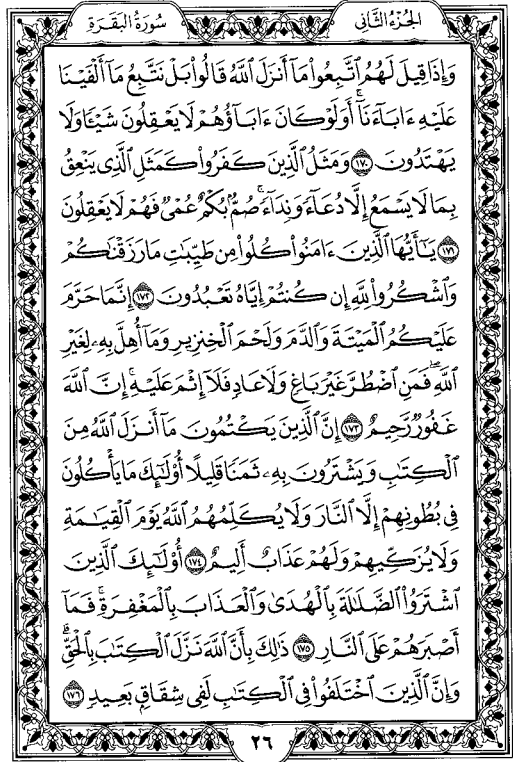 الجُزْءُ الثَّانِي
سُورَةُ البَقَرَةِ
وَإِذَا قِيلَ لَهُمُ ٱتَّبِعُوا۟ مَآ أَنزَلَ ٱللَّهُ قَالُوا۟ بَلْ نَتَّبِعُ مَآ أَلْفَيْنَا
عَلَيْهِ ءَابَآءَنَآ ۗ أَوَلَوْ كَانَ ءَابَآؤُهُمْ لَا يَعْقِلُونَ شَيْـًٔا وَلَا
يَهْتَدُونَ ١٧٠ وَمَثَلُ ٱلَّذِينَ كَفَرُوا۟ كَمَثَلِ ٱلَّذِى يَنْعِقُ
بِمَا لَا يَسْمَعُ إِلَّا دُعَآءً وَنِدَآءً ۚ صُمٌّۢ بُكْمٌ عُمْىٌ فَهُمْ لَا يَعْقِلُونَ
١٧١ يَـٰٓأَيُّهَا ٱلَّذِينَ ءَامَنُوا۟ كُلُوا۟ مِن طَيِّبَـٰتِ مَا رَزَقْنَـٰكُمْ
وَٱشْكُرُوا۟ لِلَّهِ إِن كُنتُمْ إِيَّاهُ تَعْبُدُونَ ١٧٢ إِنَّمَا حَرَّمَ
عَلَيْكُمُ ٱلْمَيْتَةَ وَٱلدَّمَ وَلَحْمَ ٱلْخِنزِيرِ وَمَآ أُهِلَّ بِهِۦ لِغَيْرِ
ٱللَّهِ ۖ فَمَنِ ٱضْطُرَّ غَيْرَ بَاغٍ وَلَا عَادٍ فَلَآ إِثْمَ عَلَيْهِ ۚ إِنَّ ٱللَّهَ
غَفُورٌ رَّحِيمٌ ١٧٣ إِنَّ ٱلَّذِينَ يَكْتُمُونَ مَآ أَنزَلَ ٱللَّهُ مِنَ
ٱلْكِتَـٰبِ وَيَشْتَرُونَ بِهِۦ ثَمَنًا قَلِيلًا أُو۟لَـٰٓئِكَ مَا يَأْكُلُونَ
فِى بُطُونِهِمْ إِلَّا ٱلنَّارَ وَلَا يُكَلِّمُهُمُ ٱللَّهُ يَوْمَ ٱلْقِيَـٰمَةِ
وَلَا يُزَكِّيهِمْ وَلَهُمْ عَذَابٌ أَلِيمٌ ١٧٤ أُو۟لَـٰٓئِكَ ٱلَّذِينَ
ٱشْتَرَوُا۟ ٱلضَّلَـٰلَةَ بِٱلْهُدَىٰ وَٱلْعَذَابَ بِٱلْمَغْفِرَةِ ۚ فَمَآ
أَصْبَرَهُمْ عَلَى ٱلنَّارِ ١٧٥ ذَٰلِكَ بِأَنَّ ٱللَّهَ نَزَّلَ ٱلْكِتَـٰبَ بِٱلْحَقِّ ۗ
وَإِنَّ ٱلَّذِينَ ٱخْتَلَفُوا۟ فِى ٱلْكِتَـٰبِ لَفِى شِقَاقٍۭ بَعِيدٍ ١٧٦
٢٦